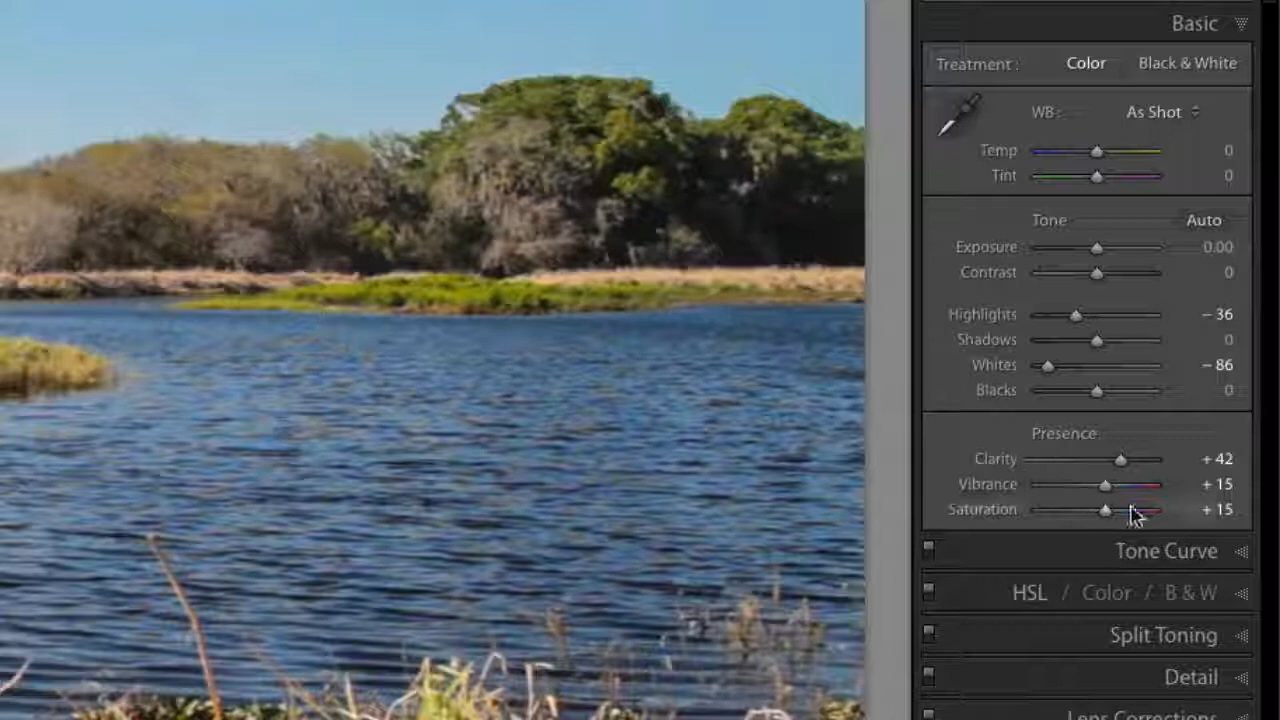 Basic
Treatment : Color Black & White
WB: As Shot
Temp 0
Tint 0
Tone Auto
Exposure 0.00
Contrast 0
Highlights − 36
Shadows 0
Whites − 86
Blacks 0
Presence
Clarity + 42
Vibrance + 15
Saturation + 15
Tone Curve
HSL / Color / B & W
Split Toning
Detail
Lens Corrections